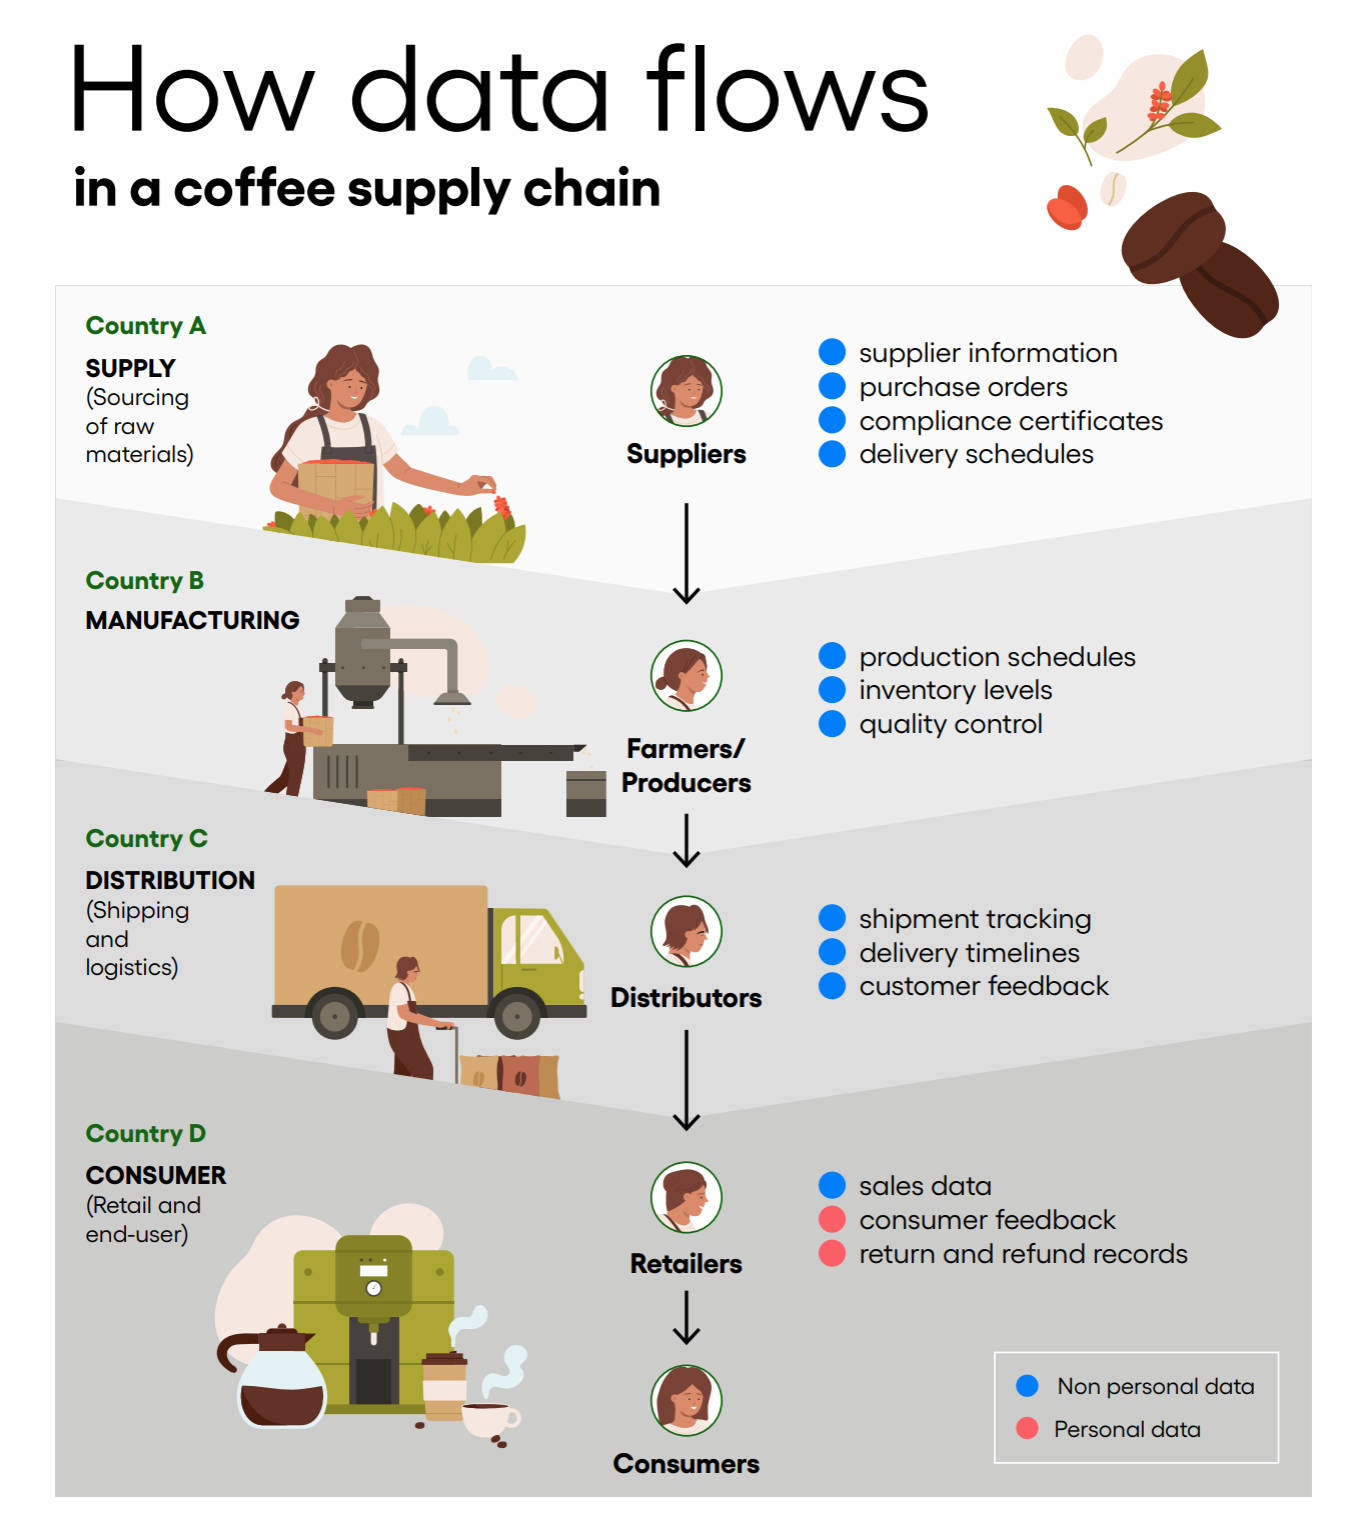 How data flows
in a coffee supply chain
Country A
SUPPLY
(Sourcing
of raw
materials)
Suppliers
supplier information
purchase orders
compliance certificates
delivery schedules
Country B
MANUFACTURING
Farmers/
Producers
production schedules
inventory levels
quality control
Country C
DISTRIBUTION
(Shipping
and
logistics)
Distributors
shipment tracking
delivery timelines
customer feedback
Country D
CONSUMER
(Retail and
end-user)
Retailers
sales data
consumer feedback
return and refund records
Consumers
Non personal data
Personal data